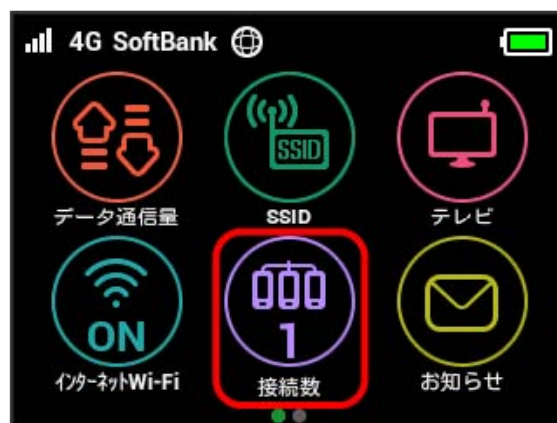 4G SoftBank
SSID
データ通信量 SSID テレビ
ON 1
インターネットWi-Fi 接続数 お知らせ